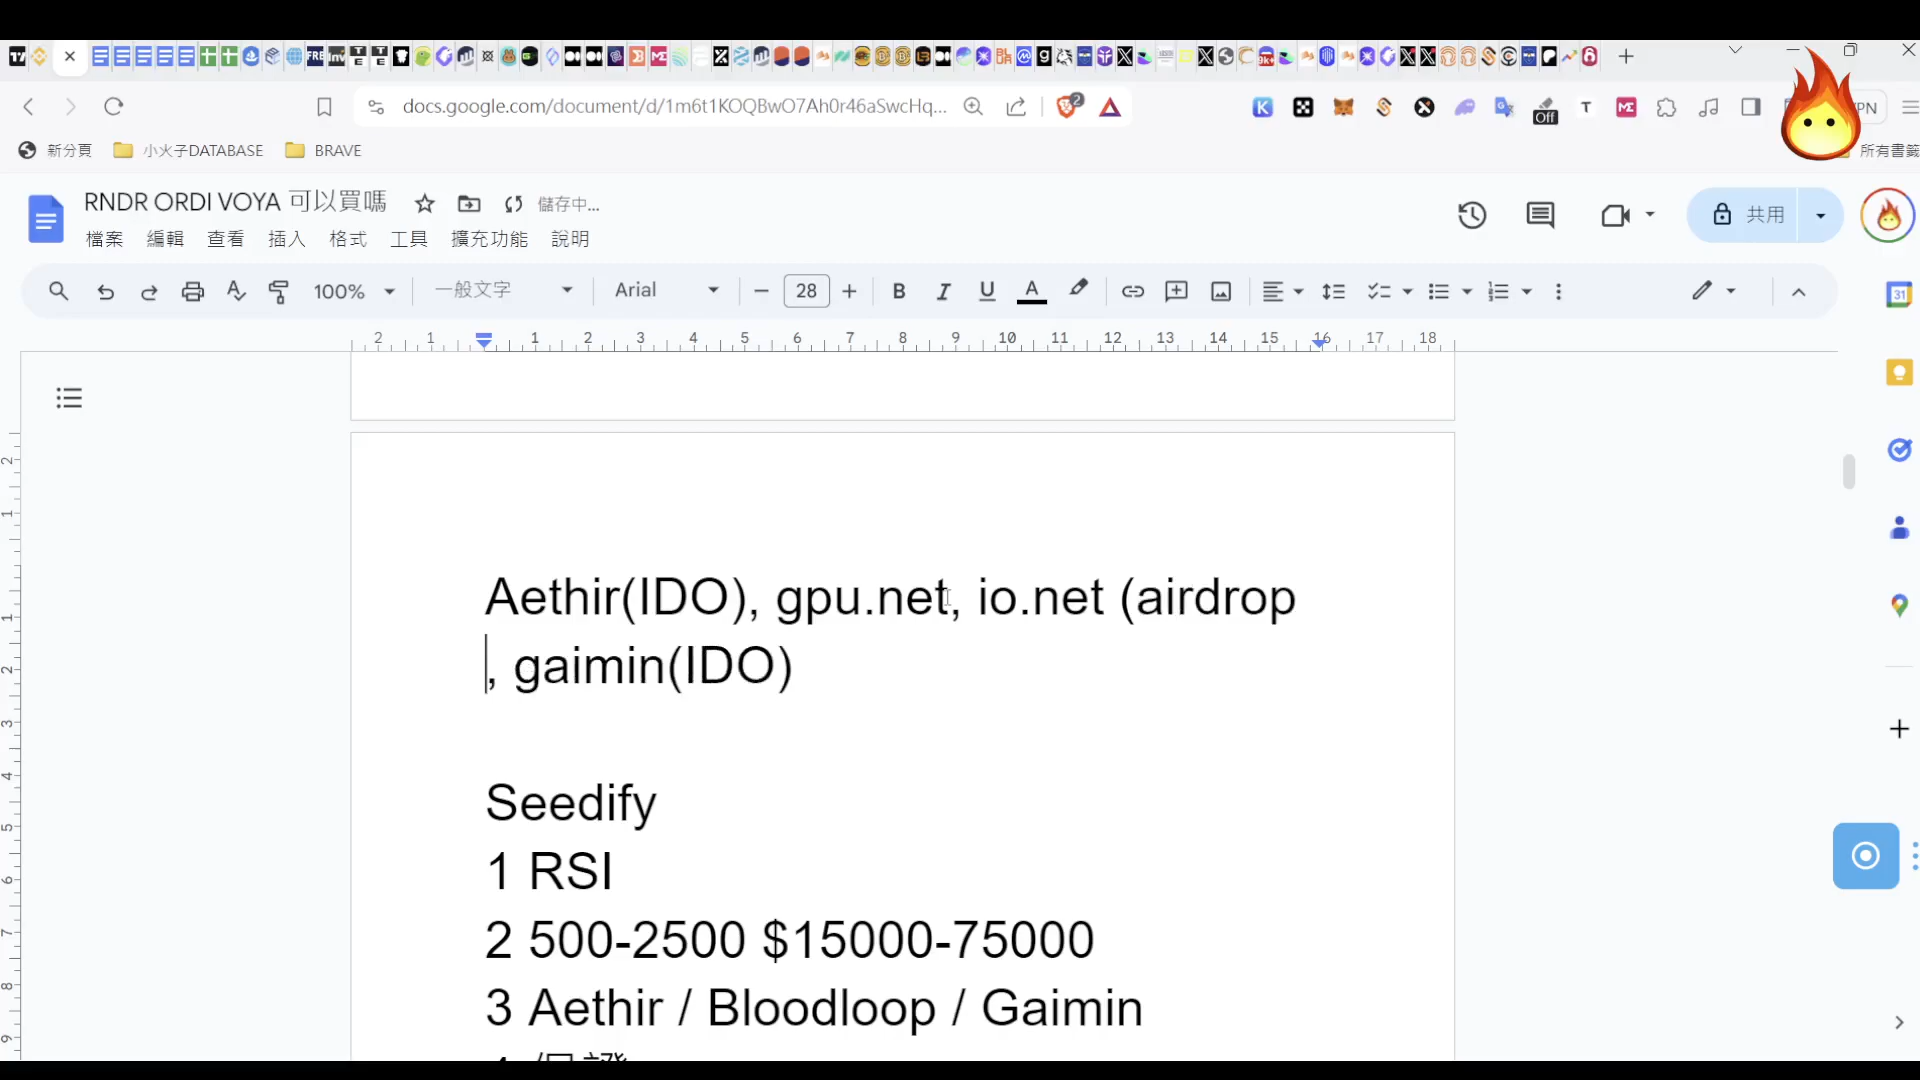 docs.google.com/document/d/1m6t1KOQBwO7Ah0r46aSwcHq...
2
Off
新分頁
小火子DATABASE
BRAVE
所有書籤
RNDR ORDI VOYA 可以買嗎
儲存中...
共用
檔案 編輯 查看 插入 格式 工具 擴充功能 說明
100%
一般文字
Arial
28
2 1 1 2 3 4 5 6 7 8 9 10 11 12 13 14 15 16 17 18
Aethir(IDO), gpu.net, io.net (airdrop
, gaimin(IDO)
Seedify
1 RSI
2 500-2500 $15000-75000
3 Aethir / Bloodloop / Gaimin